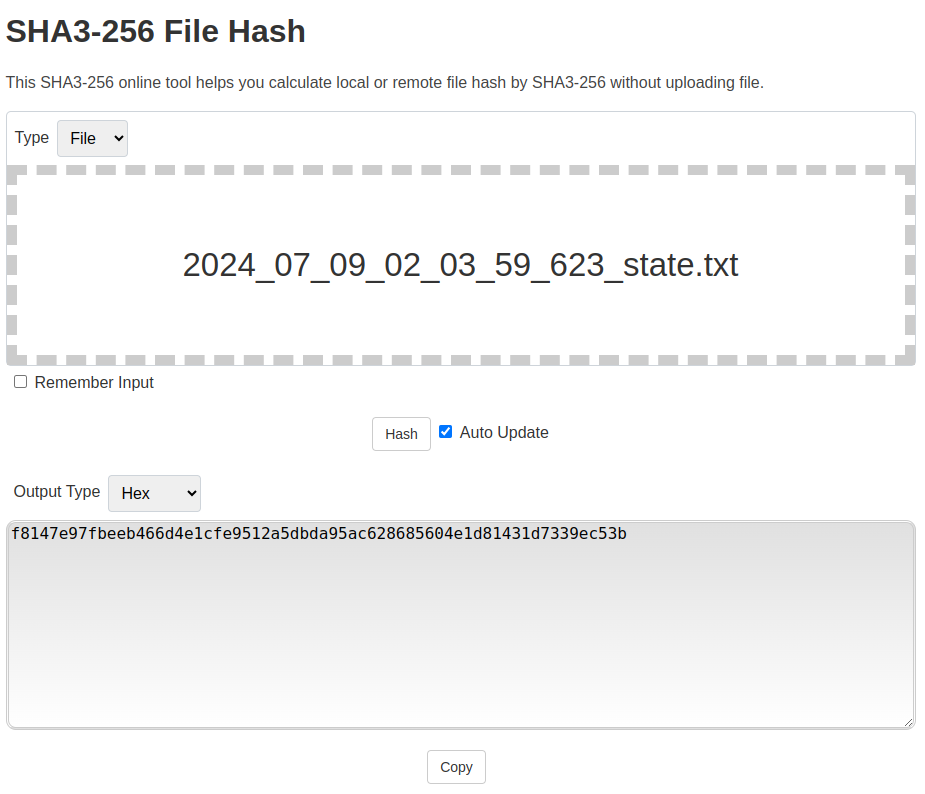 SHA3-256 File Hash
This SHA3-256 online tool helps you calculate local or remote file hash by SHA3-256 without uploading file.
Type File
2024_07_09_02_03_59_623_state.txt
Remember Input
Hash Auto Update
Output Type Hex
f8147e97fbeeb466d4e1cfe9512a5dbda95ac628685604e1d81431d7339ec53b
Copy